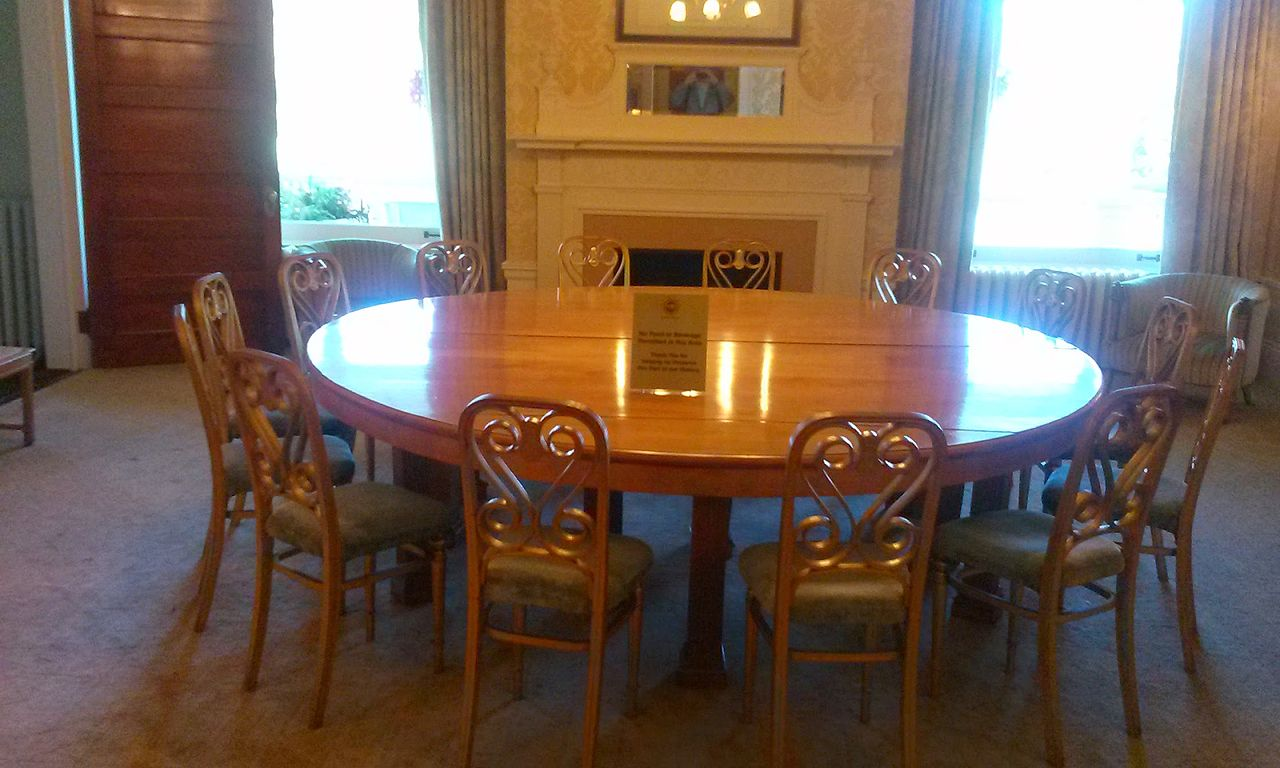 No Food or Beverage
Permitted in This Area
Thank You for
Helping to Preserve
this Part of our History